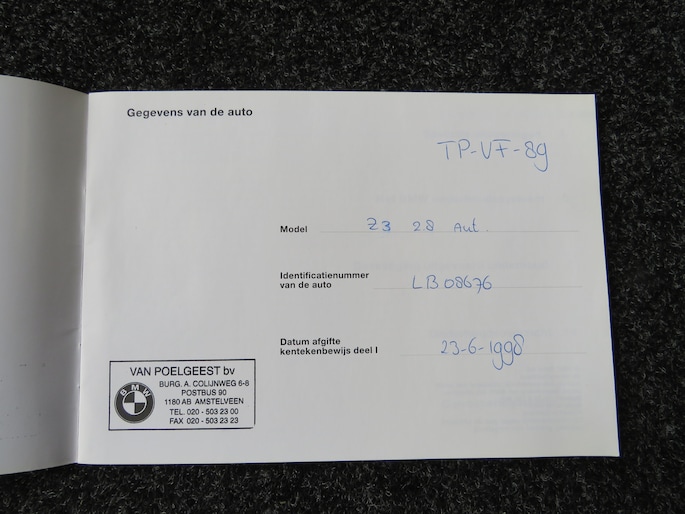 Gegevens van de auto
TP-VF-89
Model Z3 2.8 Aut.
Identificatienummer
van de auto LB08676
Datum afgifte
kentekenbewijs deel I 23-6-1998
VAN POELGEEST bv
BMW
BURG. A. COLIJNWEG 6-8
POSTBUS 90
1180 AB AMSTELVEEN
TEL. 020 - 503 23 00
FAX 020 - 503 23 23